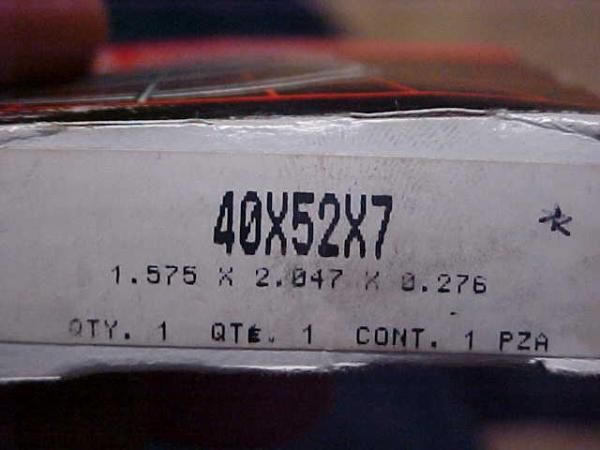 40X52X7
1.575 X 2.047 X 0.276
QTY. 1 QTE. 1 CONT. 1 PZA